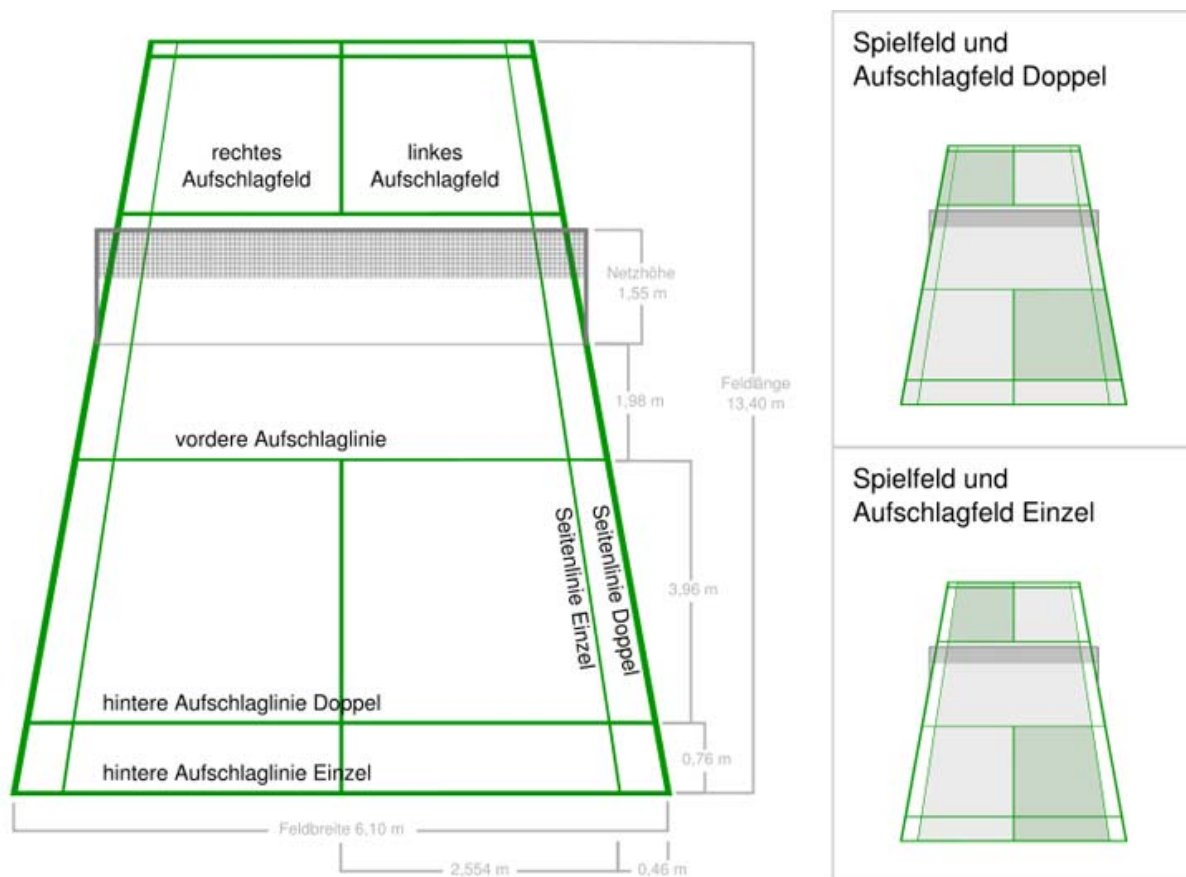 rechtes
Aufschlagfeld
linkes
Aufschlagfeld
Netzhöhe
1,55 m
Feldlänge
13,40 m
1,98 m
vordere Aufschlaglinie
Seitenlinie Einzel
Seitenlinie Doppel
3,96 m
hintere Aufschlaglinie Doppel
0,76 m
hintere Aufschlaglinie Einzel
Feldbreite 6,10 m
2,554 m
0,46 m
Spielfeld und
Aufschlagfeld Doppel
Spielfeld und
Aufschlagfeld Einzel